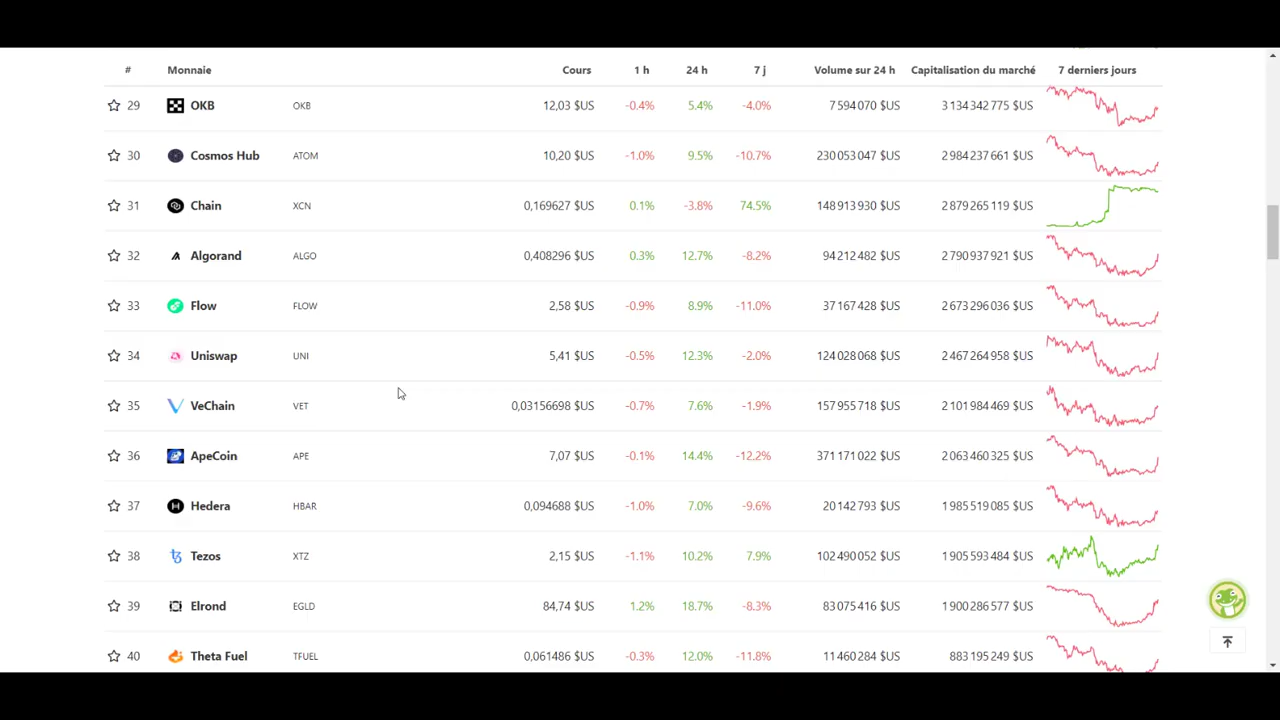 # Monnaie Cours 1 h 24 h 7 j Volume sur 24 h Capitalisation du marché 7 derniers jours
29 OKB OKB 12,03 $US -0.4% 5.4% -4.0% 7 594 070 $US 3 134 342 775 $US
30 Cosmos Hub ATOM 10,20 $US -1.0% 9.5% -10.7% 230 053 047 $US 2 984 237 661 $US
31 Chain XCN 0,169627 $US 0.1% -3.8% 74.5% 148 913 930 $US 2 879 265 119 $US
32 Algorand ALGO 0,408296 $US 0.3% 12.7% -8.2% 94 212 482 $US 2 790 937 921 $US
33 Flow FLOW 2,58 $US -0.9% 8.9% -11.0% 37 167 428 $US 2 673 296 036 $US
34 Uniswap UNI 5,41 $US -0.5% 12.3% -2.0% 124 028 068 $US 2 467 264 958 $US
35 VeChain VET 0,03156698 $US -0.7% 7.6% -1.9% 157 955 718 $US 2 101 984 469 $US
36 ApeCoin APE 7,07 $US -0.1% 14.4% -12.2% 371 171 022 $US 2 063 460 325 $US
37 Hedera HBAR 0,094688 $US -1.0% 7.0% -9.6% 20 142 793 $US 1 985 519 085 $US
38 Tezos XTZ 2,15 $US -1.1% 10.2% 7.9% 102 490 052 $US 1 905 593 484 $US
39 Elrond EGLD 84,74 $US 1.2% 18.7% -8.3% 83 075 416 $US 1 900 286 577 $US
40 Theta Fuel TFUEL 0,061486 $US -0.3% 12.0% -11.8% 11 460 284 $US 883 195 249 $US